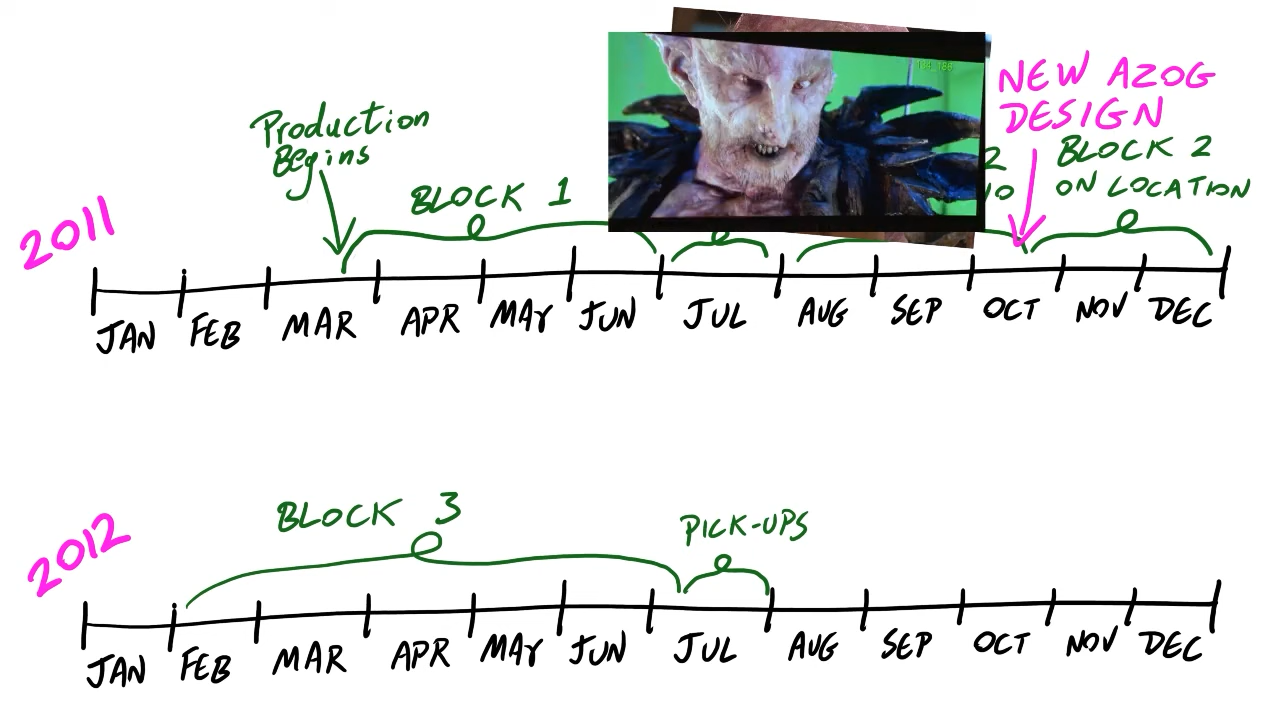 NEW AZOG
DESIGN
Production
Begins
BLOCK 1
2
BLOCK 2
ON LOCATION
2011
JAN FEB MAR APR MAY JUN JUL AUG SEP OCT NOV DEC
BLOCK 3
PICK-UPS
2012
JAN FEB MAR APR MAY JUN JUL AUG SEP OCT NOV DEC